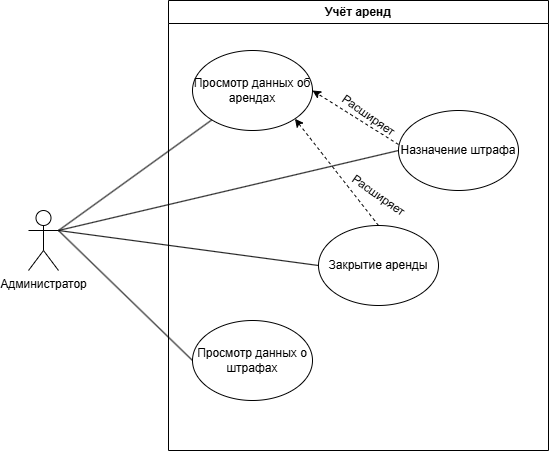 Учёт аренд
Просмотр данных об
арендах
Расширяет
Назначение штрафа
Расширяет
Администратор
Закрытие аренды
Просмотр данных о
штрафах